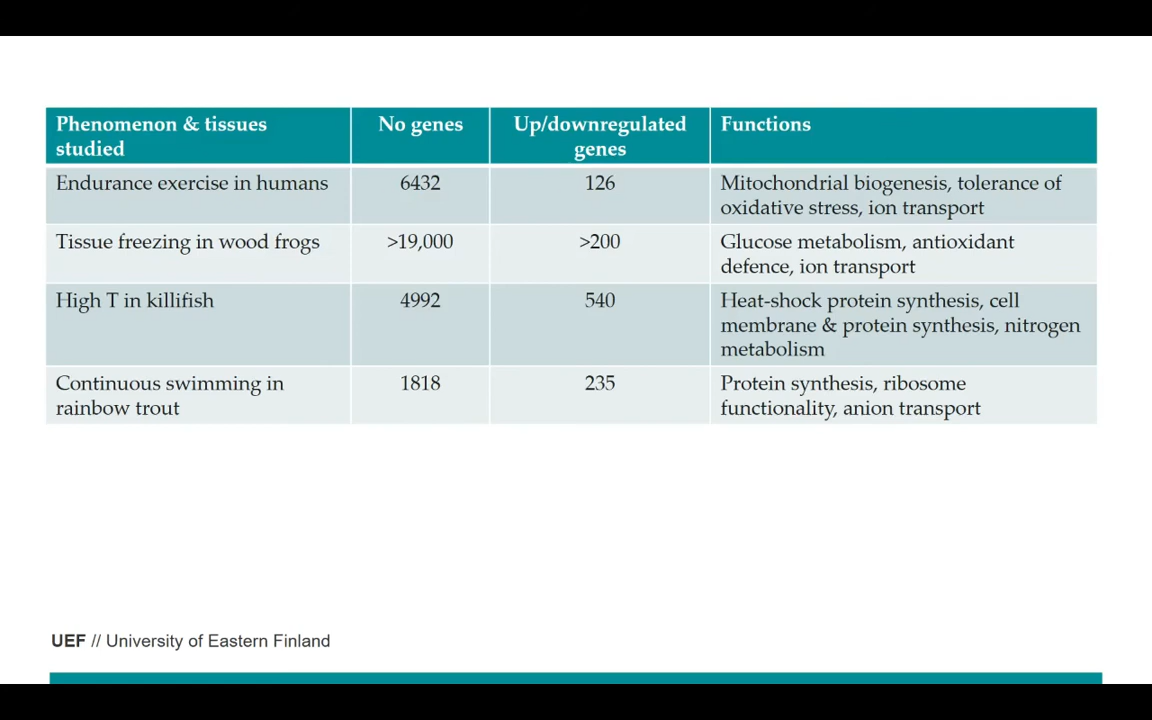 Phenomenon & tissues studied | No genes | Up/downregulated genes | Functions
Endurance exercise in humans | 6432 | 126 | Mitochondrial biogenesis, tolerance of oxidative stress, ion transport
Tissue freezing in wood frogs | >19,000 | >200 | Glucose metabolism, antioxidant defence, ion transport
High T in killifish | 4992 | 540 | Heat-shock protein synthesis, cell membrane & protein synthesis, nitrogen metabolism
Continuous swimming in rainbow trout | 1818 | 235 | Protein synthesis, ribosome functionality, anion transport
UEF // University of Eastern Finland